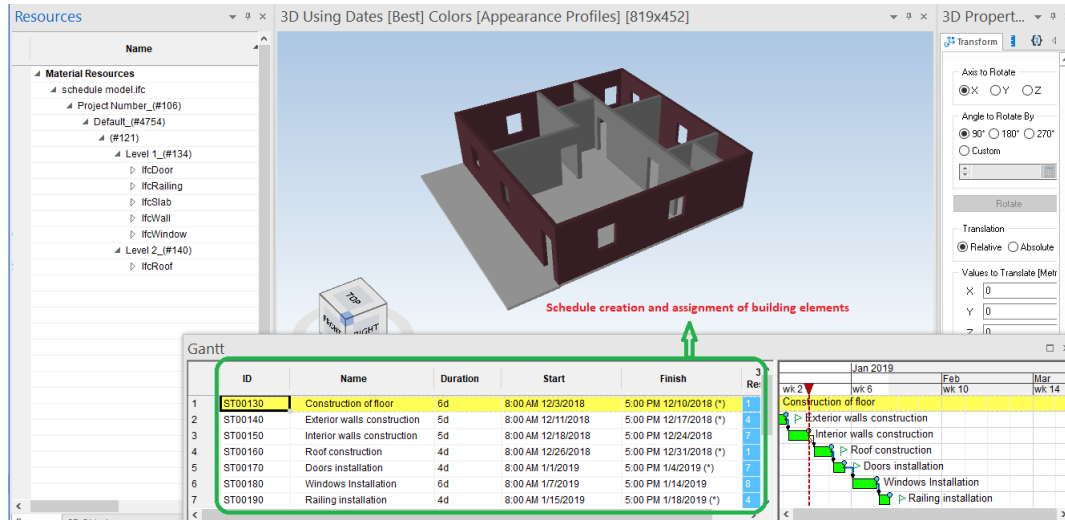 Resources
3D Using Dates [Best] Colors [Appearance Profiles] [819x452]
3D Propert...
Name
Transform
Material Resources
schedule model.ifc
Project Number_(#106)
Default_(#4754)
(#121)
Level 1_(#134)
IfcDoor
IfcRailing
IfcSlab
IfcWall
IfcWindow
Level 2_(#140)
IfcRoof
Axis to Rotate
X Y Z
Angle to Rotate By
90° 180° 270°
Custom
Rotate
Translation
Relative Absolute
Values to Translate [Metr
X 0
Y 0
Z 0
TOP
FRONT RIGHT
Schedule creation and assignment of building elements
Gantt
ID Name Duration Start Finish 3 Res
1 ST00130 Construction of floor 6d 8:00 AM 12/3/2018 5:00 PM 12/10/2018 (*) 1
2 ST00140 Exterior walls construction 5d 8:00 AM 12/11/2018 5:00 PM 12/17/2018 (*) 4
3 ST00150 Interior walls construction 5d 8:00 AM 12/18/2018 5:00 PM 12/24/2018 7
4 ST00160 Roof construction 4d 8:00 AM 12/26/2018 5:00 PM 12/31/2018 (*) 1
5 ST00170 Doors installation 4d 8:00 AM 1/1/2019 5:00 PM 1/4/2019 (*) 7
6 ST00180 Windows Installation 6d 8:00 AM 1/7/2019 5:00 PM 1/14/2019 8
7 ST00190 Railing installation 4d 8:00 AM 1/15/2019 5:00 PM 1/18/2019 (*) 4
Jan 2019
Feb Mar
wk 2 wk 6 wk 10 wk 14
Construction of floor
Exterior walls construction
Interior walls construction
Roof construction
Doors installation
Windows Installation
Railing installation